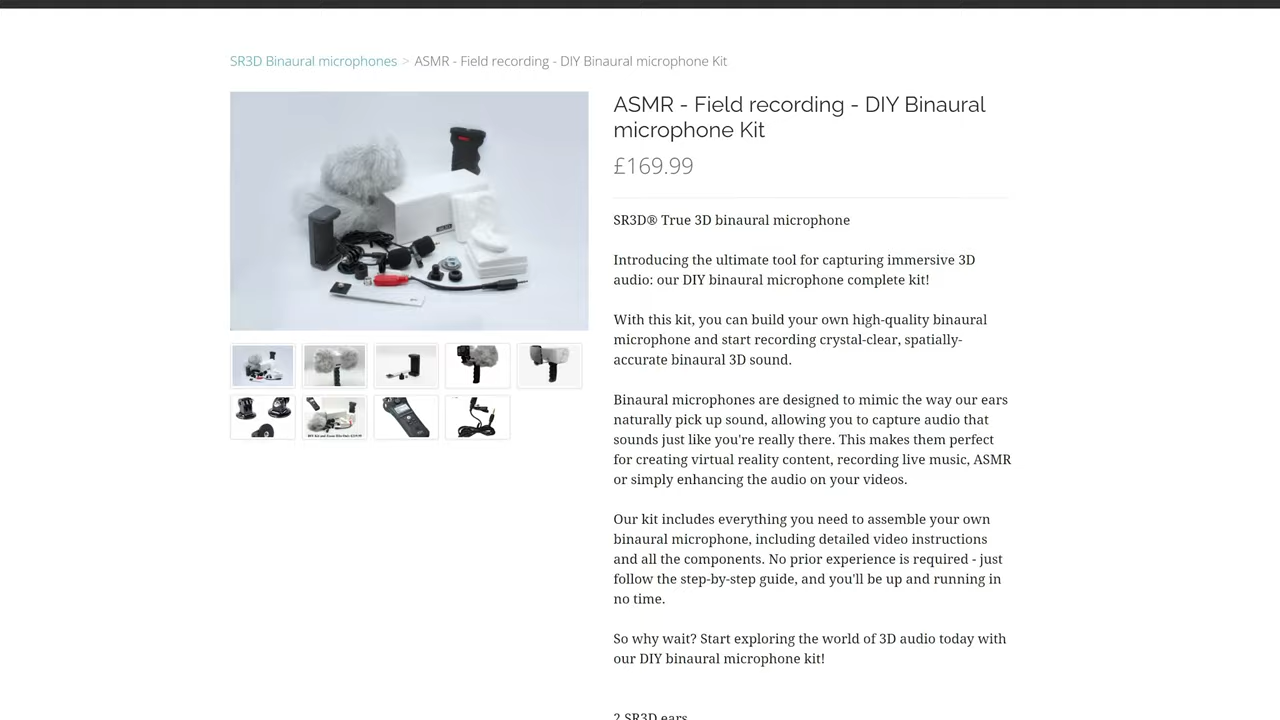 SR3D Binaural microphones > ASMR - Field recording - DIY Binaural microphone Kit
ASMR - Field recording - DIY Binaural
microphone Kit
£169.99
SR3D® True 3D binaural microphone
Introducing the ultimate tool for capturing immersive 3D
audio: our DIY binaural microphone complete kit!
With this kit, you can build your own high-quality binaural
microphone and start recording crystal-clear, spatially-
accurate binaural 3D sound.
Binaural microphones are designed to mimic the way our ears
naturally pick up sound, allowing you to capture audio that
sounds just like you're really there. This makes them perfect
for creating virtual reality content, recording live music, ASMR
or simply enhancing the audio on your videos.
Our kit includes everything you need to assemble your own
binaural microphone, including detailed video instructions
and all the components. No prior experience is required - just
follow the step-by-step guide, and you'll be up and running in
no time.
So why wait? Start exploring the world of 3D audio today with
our DIY binaural microphone kit!
2 SR3D ears